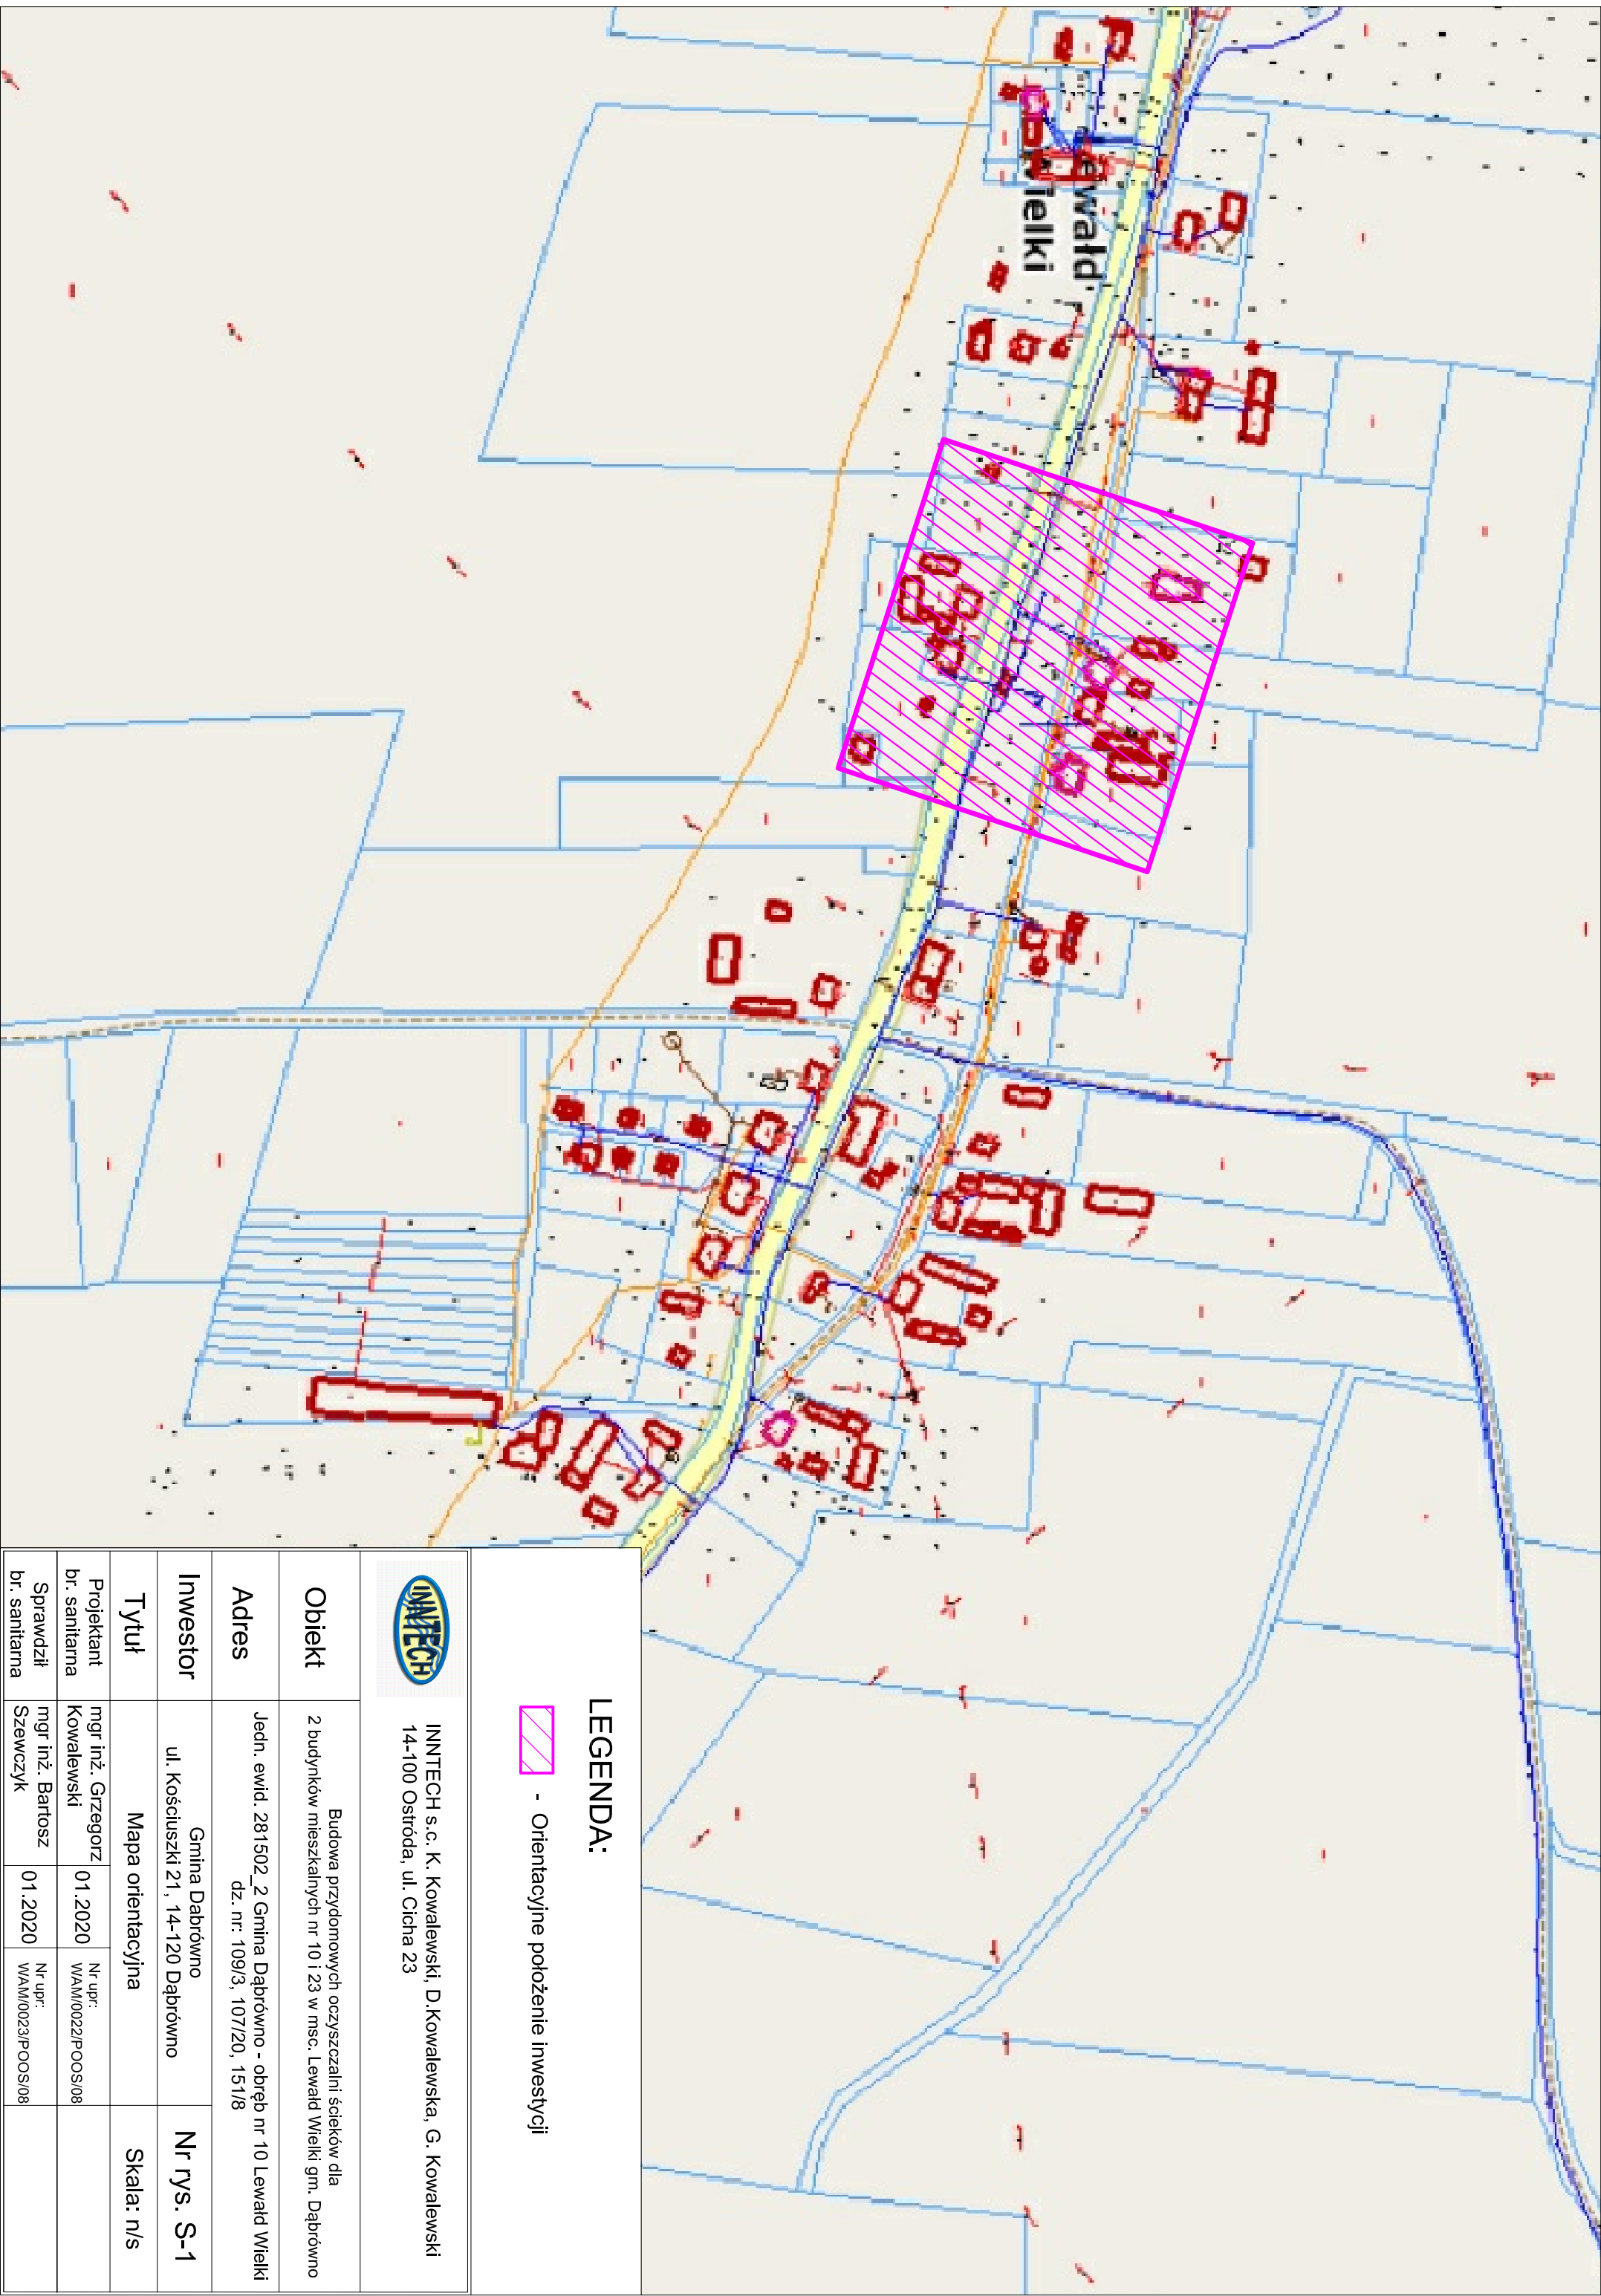 ewałd
ielki
LEGENDA:
- Orientacyjne położenie inwestycji
INNTECH
INNTECH s.c. K. Kowalewski, D.Kowalewska, G. Kowalewski
14-100 Ostróda, ul. Cicha 23
Obiekt
Budowa przydomowych oczyszczalni ścieków dla
2 budynków mieszkalnych nr 10 i 23 w msc. Lewałd Wielki gm. Dąbrówno
Adres
Jedn. ewid. 281502_2 Gmina Dąbrówno - obręb nr 10 Lewałd Wielki
dz. nr: 109/3, 107/20, 151/8
Inwestor
Gmina Dąbrówno
ul. Kościuszki 21, 14-120 Dąbrówno
Nr rys. S-1
Tytuł
Mapa orientacyjna
Skala: n/s
Projektant
br. sanitarna
mgr inż. Grzegorz
Kowalewski
01.2020
Nr upr:
WAM/0022/POOS/08
Sprawdził
br. sanitarna
mgr inż. Bartosz
Szewczyk
01.2020
Nr upr:
WAM/0023/POOS/08